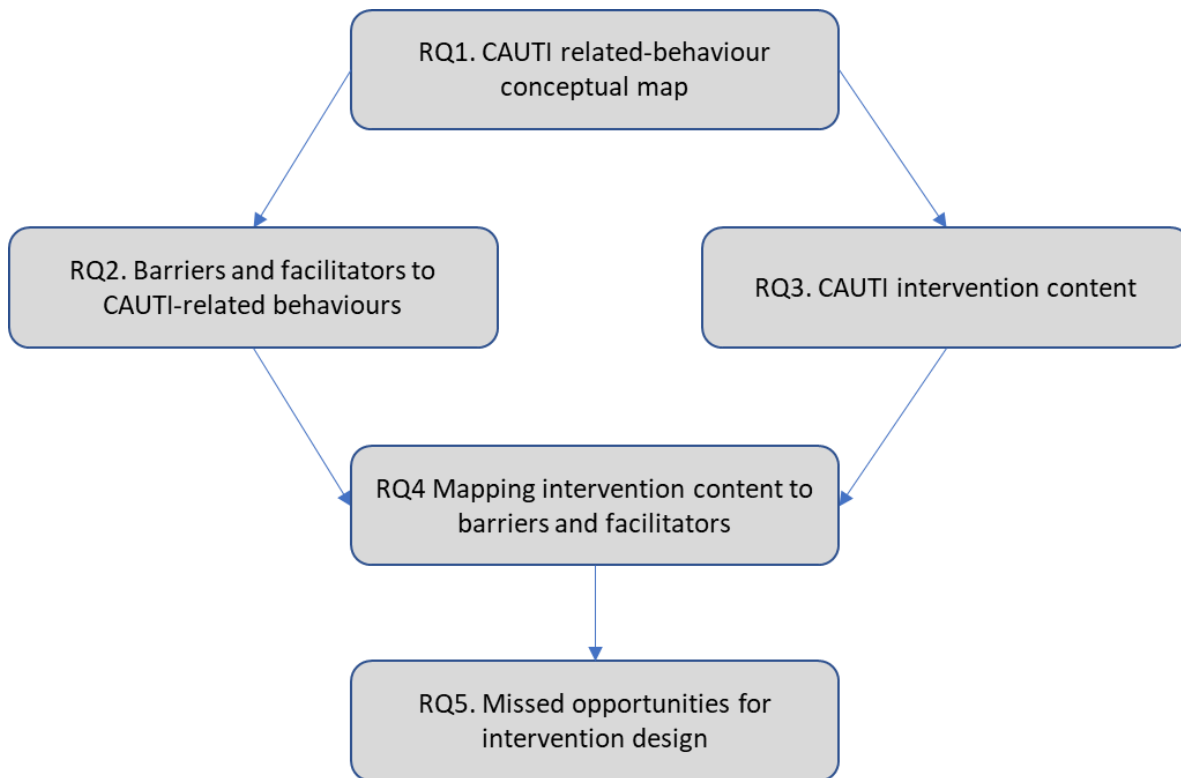 RQ1. CAUTI related-behaviour
conceptual map
RQ2. Barriers and facilitators to
CAUTI-related behaviours
RQ3. CAUTI intervention content
RQ4 Mapping intervention content to
barriers and facilitators
RQ5. Missed opportunities for
intervention design